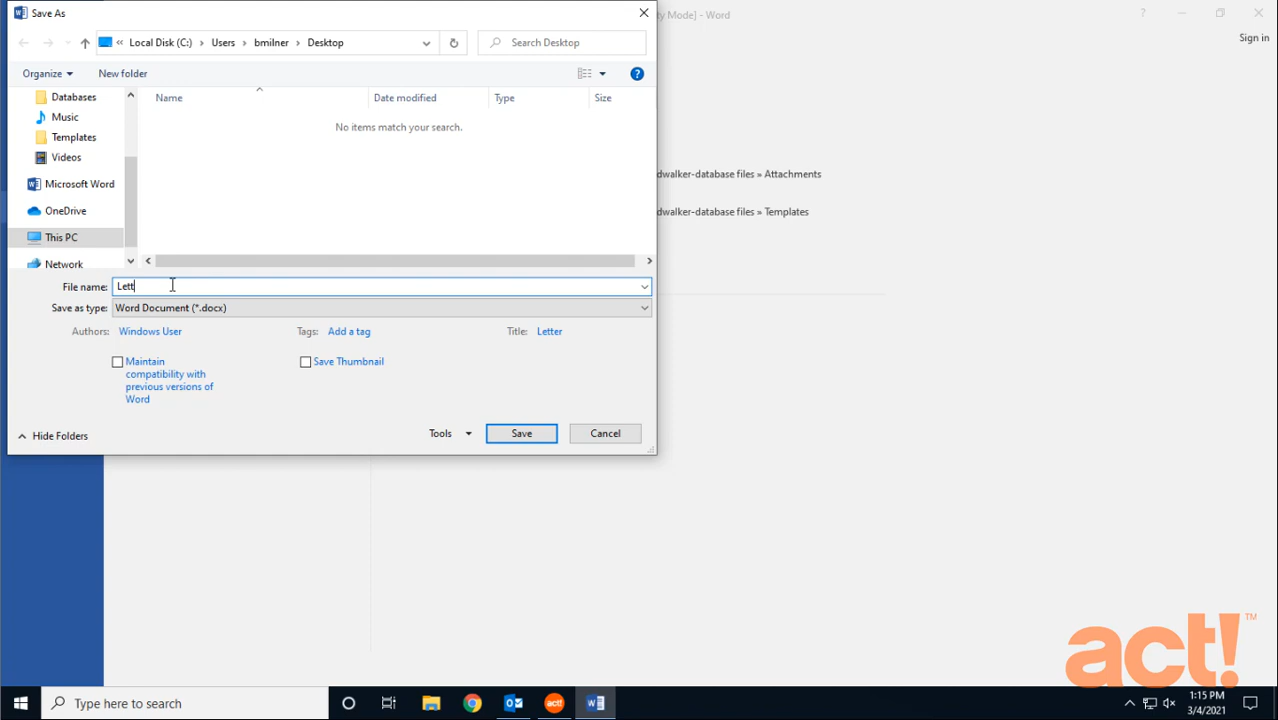 Save As
ty Mode] - Word
?
Sign in
« Local Disk (C:) > Users > bmilner > Desktop
Search Desktop
Organize
New folder
?
Name
Date modified
Type
Size
No items match your search.
Databases
Music
Templates
Videos
Microsoft Word
OneDrive
This PC
Network
dwalker-database files » Attachments
dwalker-database files » Templates
File name: Lett
Save as type: Word Document (*.docx)
Authors: Windows User
Tags: Add a tag
Title: Letter
Maintain
compatibility with
previous versions of
Word
Save Thumbnail
Hide Folders
Tools
Save
Cancel
act!™
Type here to search
act!
1:15 PM
3/4/2021